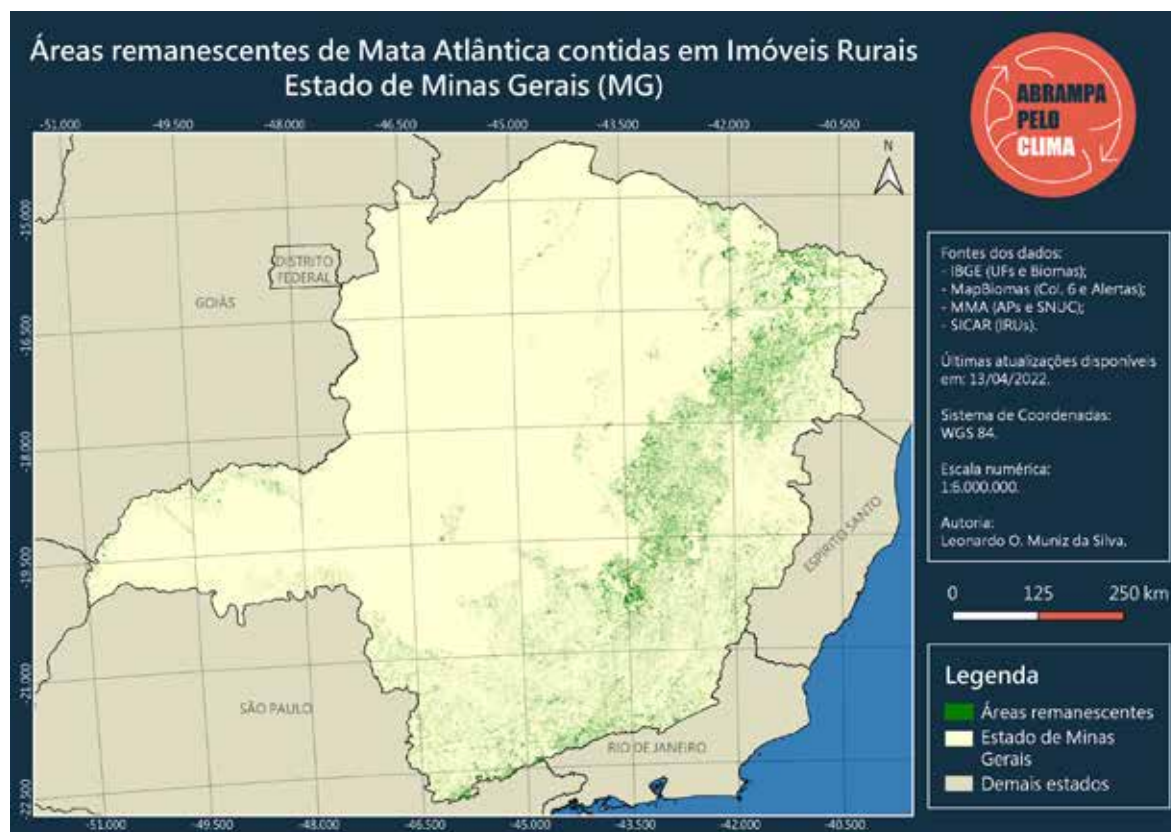 Áreas remanescentes de Mata Atlântica contidas em Imóveis Rurais
Estado de Minas Gerais (MG)
ABRAMPA
PELO
CLIMA
-51.000 -49.500 -48.000 -46.500 -45.000 -43.500 -42.000 -40.500
N
-15.000
-16.500
-18.000
-19.500
-21.000
-22.500
DISTRITO
FEDERAL
GOIÁS
ESPÍRITO SANTO
SÃO PAULO
RIO DE JANEIRO
-51.000 -49.500 -48.000 -46.500 -45.000 -43.500 -42.000 -40.500
Fontes dos dados:
- IBGE (UFs e Biomas);
- MapBiomas (Col. 6 e Alertas);
- MMA (APs e SNUC);
- SICAR (IRUs).
Últimas atualizações disponíveis
em: 13/04/2022.
Sistema de Coordenadas:
WGS 84.
Escala numérica:
1:6.000.000.
Autoria:
Leonardo O. Muniz da Silva.
0 125 250 km
Legenda
Áreas remanescentes
Estado de Minas
Gerais
Demais estados